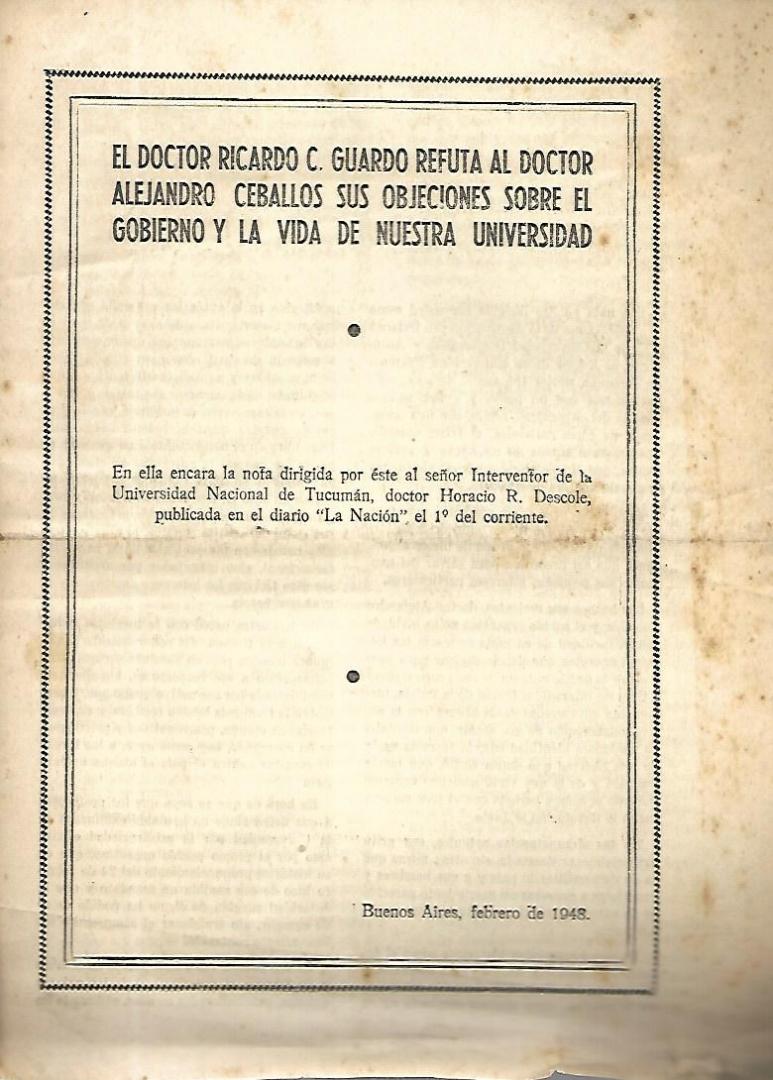 EL DOCTOR RICARDO C. GUARDO REFUTA AL DOCTOR
ALEJANDRO CEBALLOS SUS OBJECIONES SOBRE EL
GOBIERNO Y LA VIDA DE NUESTRA UNIVERSIDAD
En ella encara la nota dirigida por éste al señor Interventor de la
Universidad Nacional de Tucumán, doctor Horacio R. Descole,
publicada en el diario "La Nación", el 1º del corriente.
Buenos Aires, febrero de 1948.